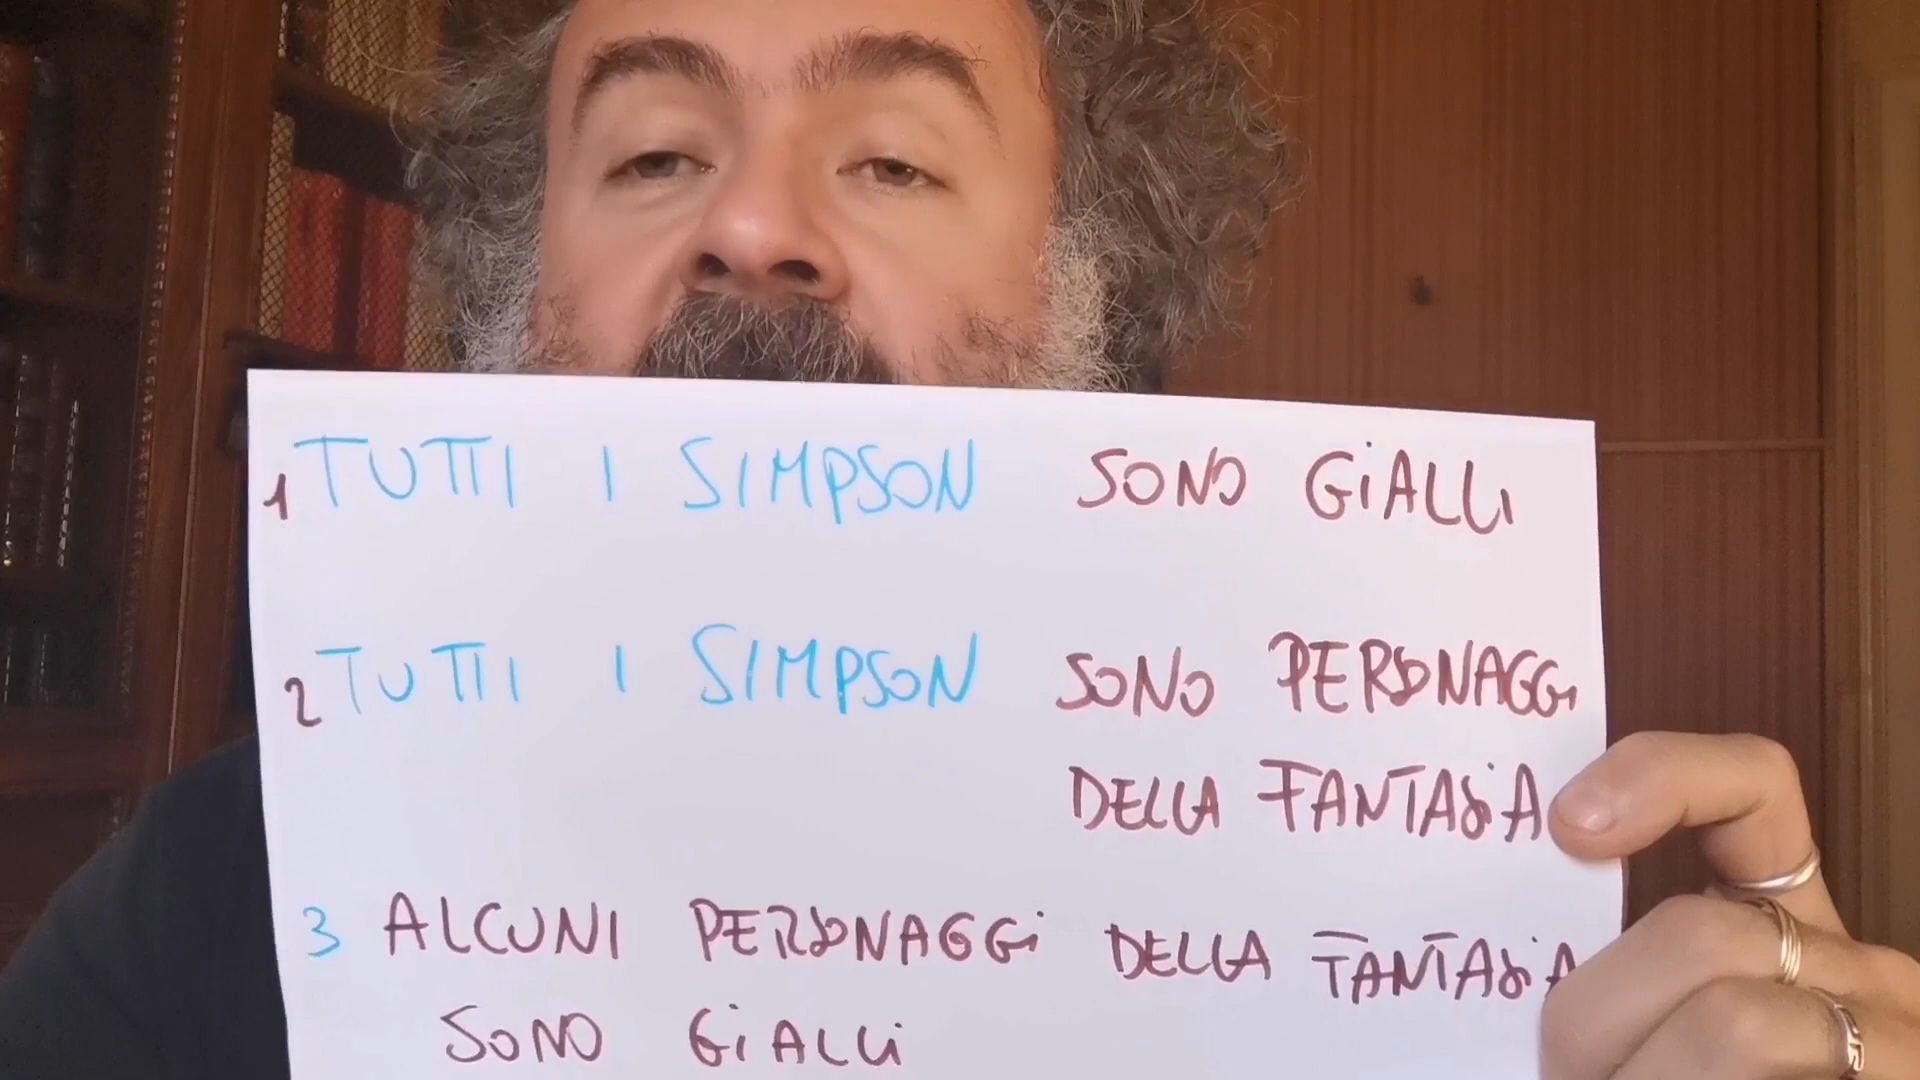 1 TUTTI I SIMPSON SONO GIALLI
2 TUTTI I SIMPSON SONO PERSONAGGI
DELLA FANTASIA
3 ALCUNI PERSONAGGI DELLA FANTASIA
SONO GIALLI